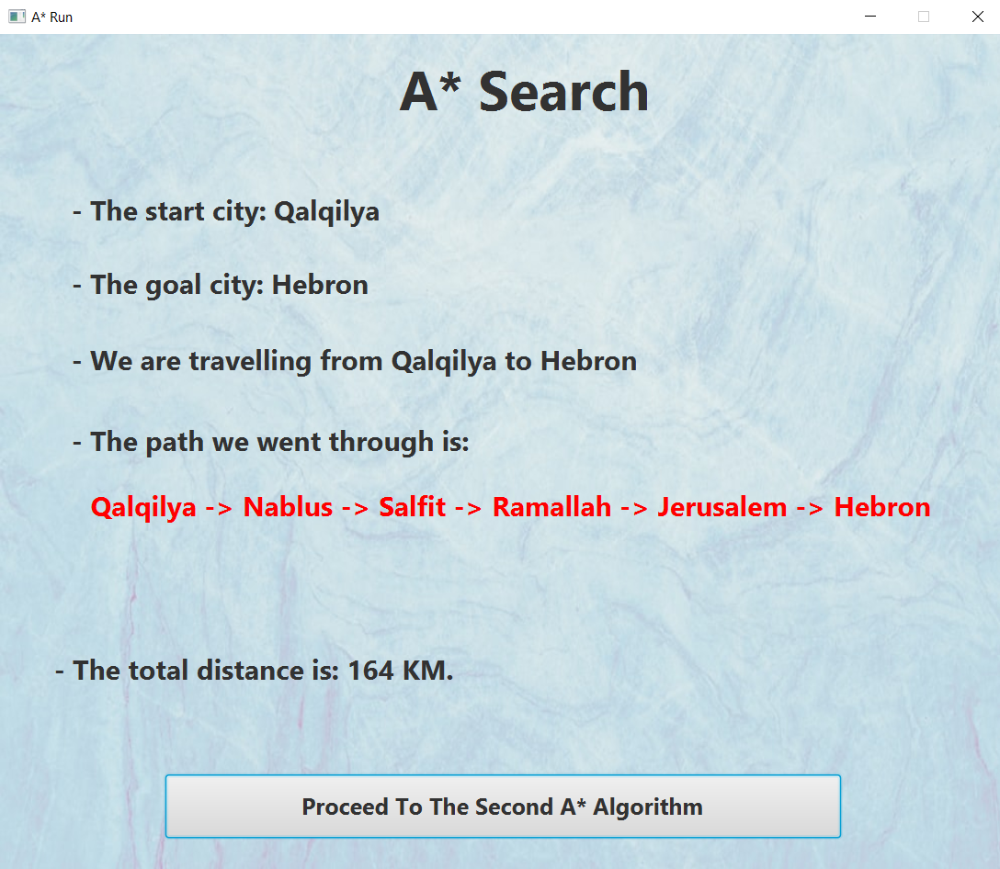 A* Run
A* Search
- The start city: Qalqilya
- The goal city: Hebron
- We are travelling from Qalqilya to Hebron
- The path we went through is:
Qalqilya -> Nablus -> Salfit -> Ramallah -> Jerusalem -> Hebron
- The total distance is: 164 KM.
Proceed To The Second A* Algorithm